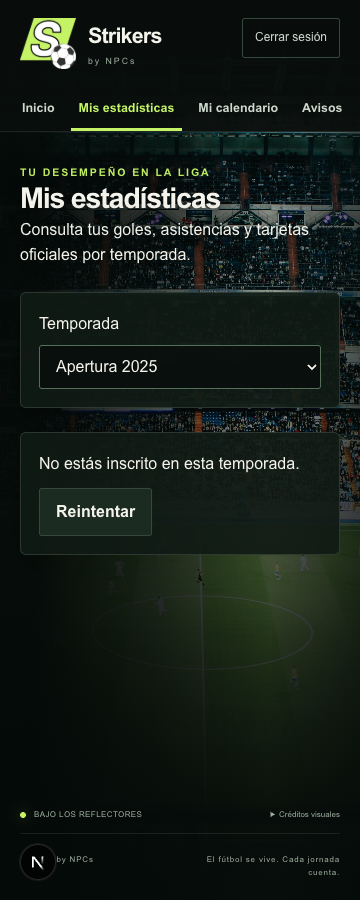 S
Strikers
by NPCs
Cerrar sesión
Inicio
Mis estadísticas
Mi calendario
Avisos
TU DESEMPEÑO EN LA LIGA
Mis estadísticas
Consulta tus goles, asistencias y tarjetas
oficiales por temporada.
Temporada
Apertura 2025
No estás inscrito en esta temporada.
Reintentar
BAJO LOS REFLECTORES
Créditos visuales
N
by NPCs
El fútbol se vive. Cada jornada
cuenta.